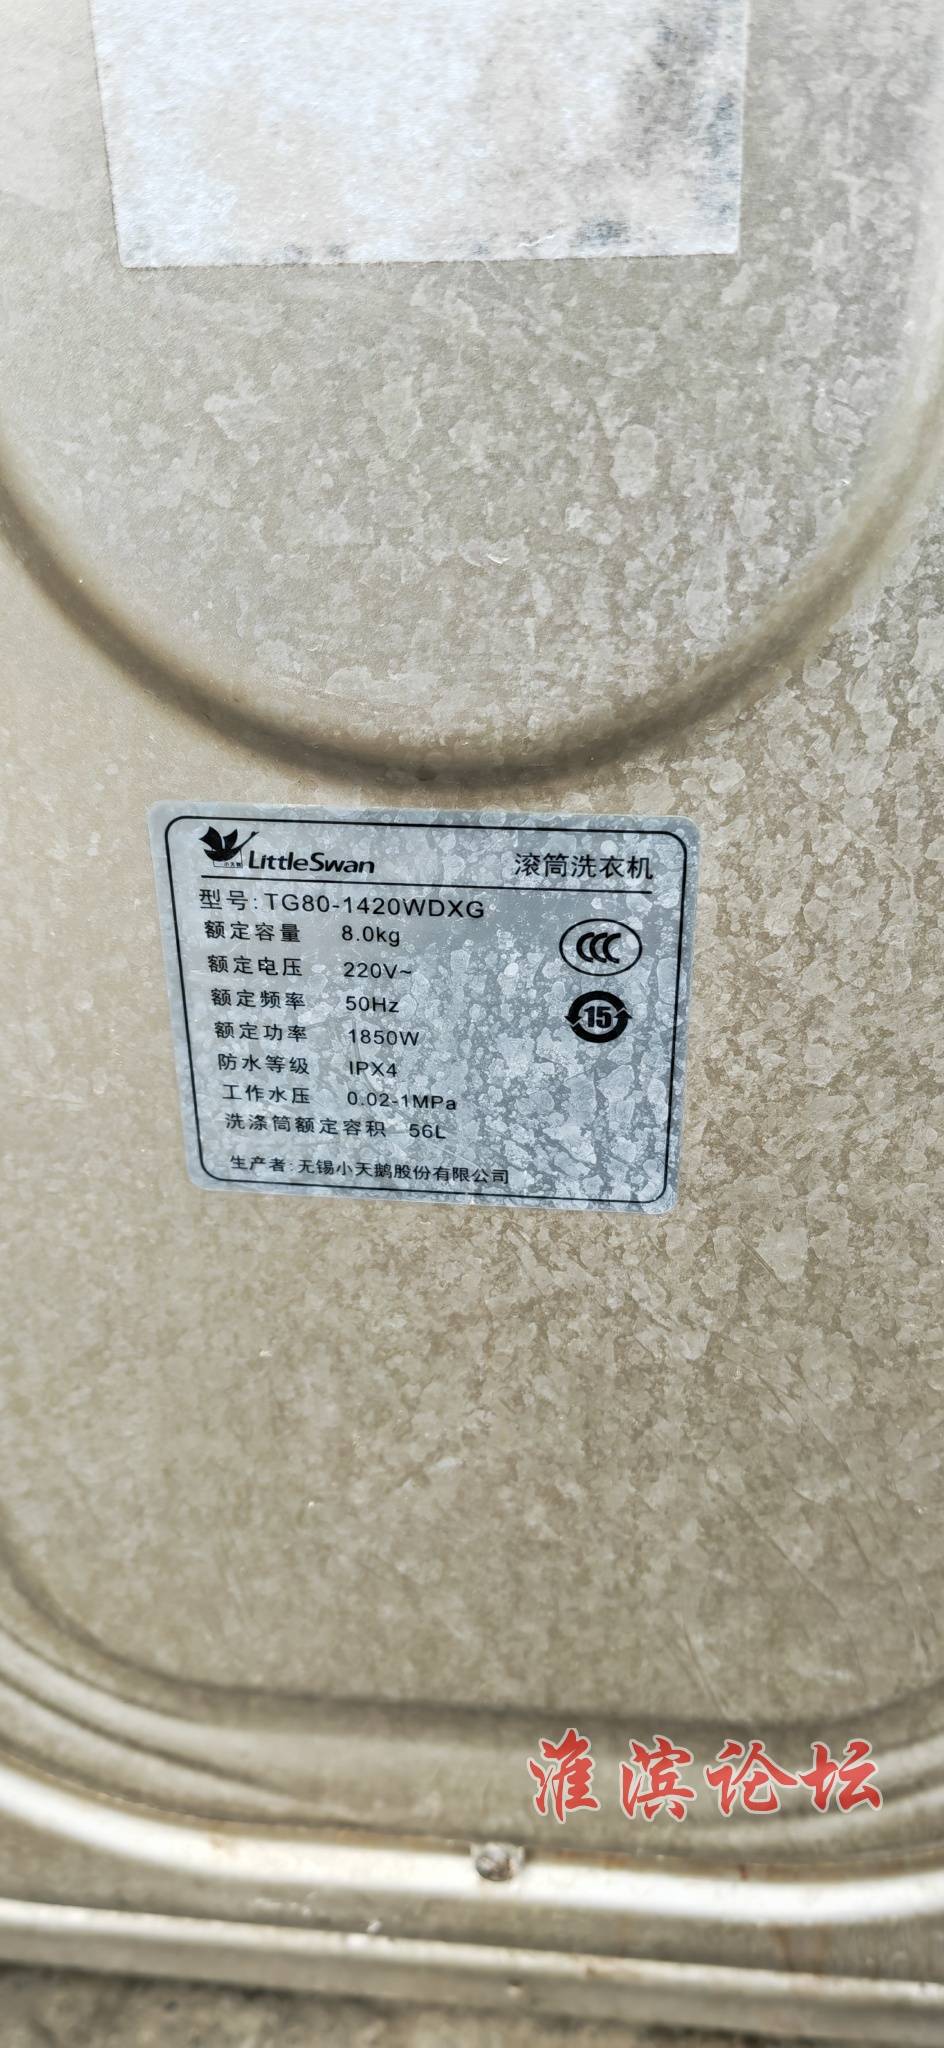 小天鹅
LittleSwan 滚筒洗衣机
型号:TG80-1420WDXG
额定容量 8.0kg
CCC
额定电压 220V~
额定频率 50Hz
15
额定功率 1850W
防水等级 IPX4
工作水压 0.02-1MPa
洗涤筒额定容积 56L
生产者:无锡小天鹅股份有限公司
淮滨论坛